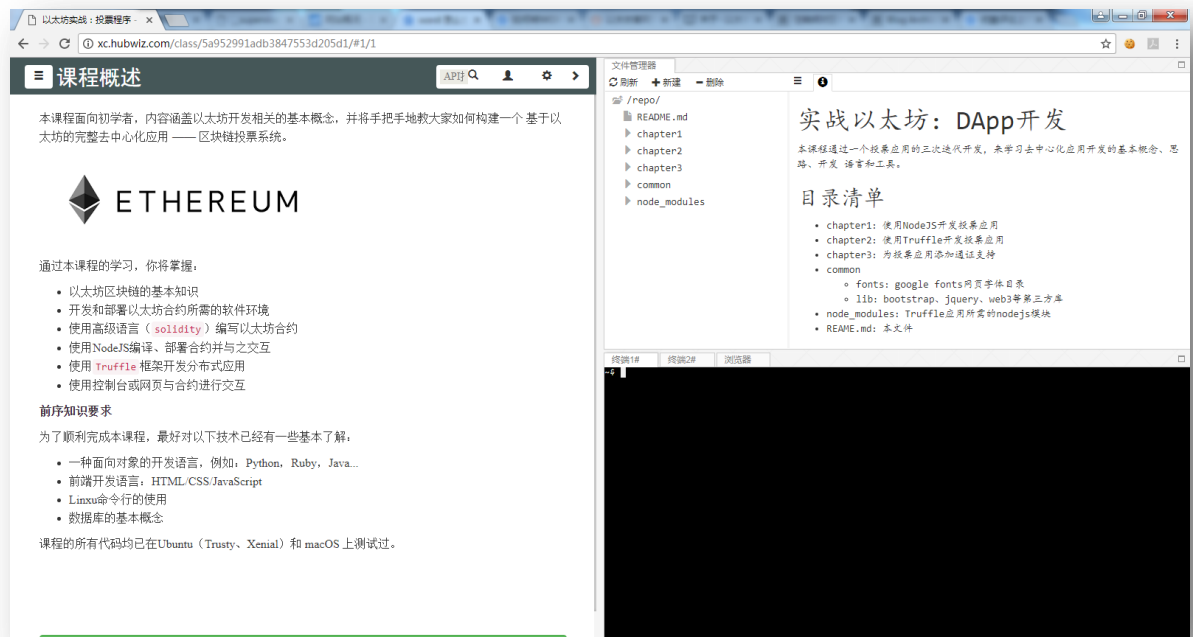 以太坊实战：投票程序 -
xc.hubwiz.com/class/5a952991adb3847553d205d1/#1/1
课程概述
本课程面向初学者，内容涵盖以太坊开发相关的基本概念，并将手把手地教大家如何构建一个 基于以
太坊的完整去中心化应用 —— 区块链投票系统。
ETHEREUM
通过本课程的学习，你将掌握：
以太坊区块链的基本知识
开发和部署以太坊合约所需的软件环境
使用高级语言（ solidity ）编写以太坊合约
使用NodeJS编译、部署合约并与之交互
使用 Truffle 框架开发分布式应用
使用控制台或网页与合约进行交互
前序知识要求
为了顺利完成本课程，最好对以下技术已经有一些基本了解：
一种面向对象的开发语言，例如：Python，Ruby，Java...
前端开发语言：HTML/CSS/JavaScript
Linxu命令行的使用
数据库的基本概念
课程的所有代码均已在Ubuntu（Trusty、Xenial）和 macOS 上测试过。
文件管理器
刷新 新建 删除
/repo/
README.md
chapter1
chapter2
chapter3
common
node_modules
实战以太坊：DApp开发
本课程通过一个投票应用的三次迭代开发，来学习去中心化应用开发的基本概念、思
路、开发 语言和工具。
目录清单
chapter1: 使用NodeJS开发投票应用
chapter2: 使用Truffle开发投票应用
chapter3: 为投票应用添加通证支持
common
fonts: google fonts网页字体目录
lib: bootstrap、jquery、web3等第三方库
node_modules: Truffle应用所需的nodejs模块
REAME.md: 本文件
终端1# 终端2# 浏览器
~$